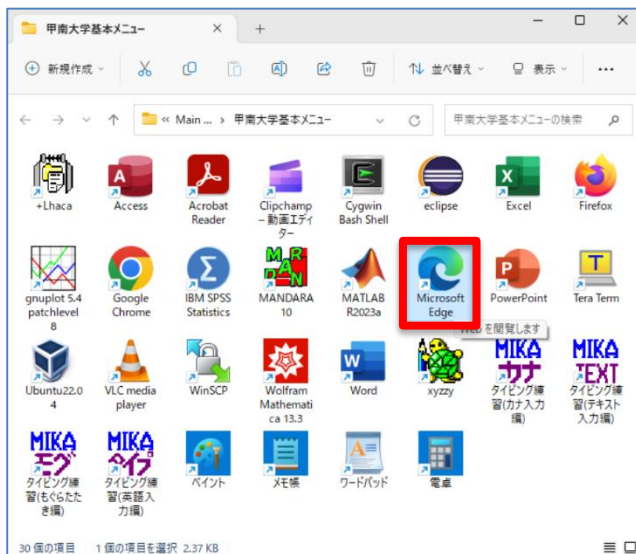 甲南大学基本メニュー
新規作成
並べ替え
表示
« Main ... › 甲南大学基本メニュー
甲南大学基本メニューの検索
+Lhaca
Access
Acrobat
Reader
Clipchamp
– 動画エディ
ター
Cygwin
Bash Shell
eclipse
Excel
Firefox
gnuplot 5.4
patchlevel
8
Google
Chrome
IBM SPSS
Statistics
MANDARA
10
MATLAB
R2023a
Microsoft
Edge
PowerPoint
Tera Term
Web を閲覧します
Ubuntu22.0
4
VLC media
player
WinSCP
Wolfram
Mathemati
ca 13.3
Word
xyzzy
MIKA
カナ
タイピング練
習(カナ入力
編)
MIKA
TEXT
タイピング練
習(テキスト
入力編)
MIKA
モグ
タイピング練
習(もぐらたた
き編)
MIKA
タイプ
タイピング練
習(英語入
力編)
ペイント
メモ帳
ワードパッド
電卓
30 個の項目
1 個の項目を選択 2.37 KB